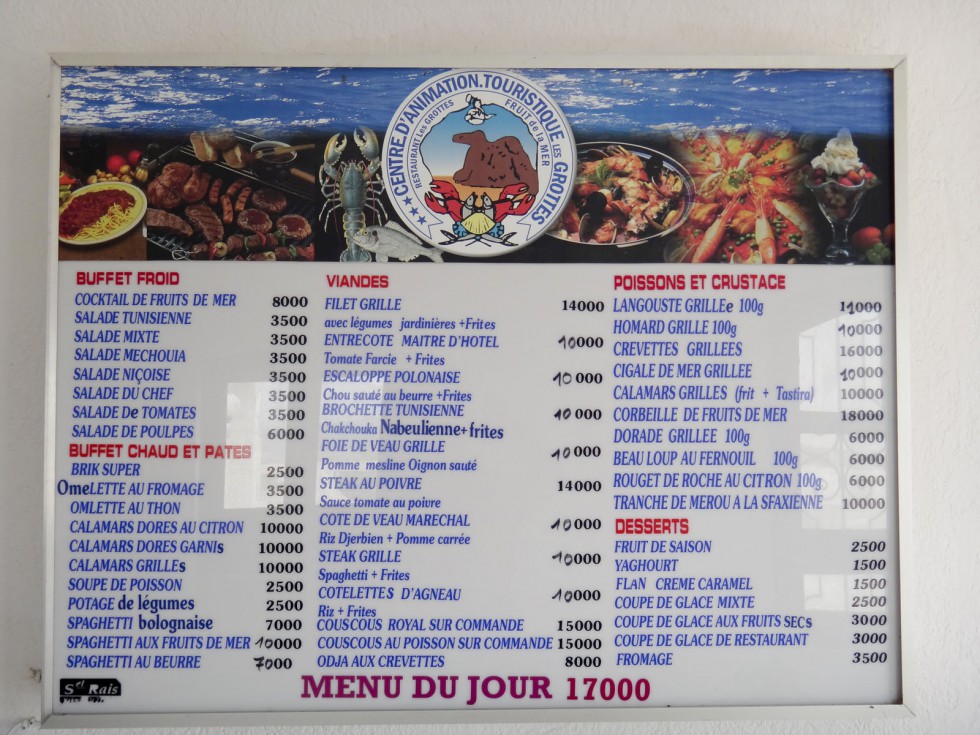 CENTRE D'ANIMATION.TOURISTIQUE LES GROTTES
RESTAURANT Les GROTTES FRUIT de la MER
BUFFET FROID
COCKTAIL DE FRUITS DE MER 8000
SALADE TUNISIENNE 3500
SALADE MIXTE 3500
SALADE MECHOUIA 3500
SALADE NIÇOISE 3500
SALADE DU CHEF 3500
SALADE De TOMATES 3500
SALADE DE POULPES 6000
BUFFET CHAUD ET PATES
BRIK SUPER 2500
OmeLETTE AU FROMAGE 3500
OMLETTE AU THON 3500
CALAMARS DORES AU CITRON 10000
CALAMARS DORES GARNIs 10000
CALAMARS GRILLEs 10000
SOUPE DE POISSON 2500
POTAGE de légumes 2500
SPAGHETTI bolognaise 7000
SPAGHETTI AUX FRUITS DE MER 10000
SPAGHETTI AU BEURRE 7000
Sel Rais
VIANDES
FILET GRILLE 14000
avec légumes jardinières +Frites
ENTRECOTE MAITRE D'HOTEL 10000
Tomate Farcie + Frites
ESCALOPPE POLONAISE 10000
Chou sauté au beurre +Frites
BROCHETTE TUNISIENNE 10000
Chakchouka Nabeulienne+frites
FOIE DE VEAU GRILLE 10000
Pomme mesline Oignon sauté
STEAK AU POIVRE 14000
Sauce tomate au poivre
COTE DE VEAU MARECHAL 10000
Riz Djerbien + Pomme carrée
STEAK GRILLE 10000
Spaghetti + Frites
COTELETTES D'AGNEAU 10000
Riz + Frites
COUSCOUS ROYAL SUR COMMANDE 15000
COUSCOUS AU POISSON SUR COMMANDE 15000
ODJA AUX CREVETTES 8000
POISSONS ET CRUSTACE
LANGOUSTE GRILLEe 100g 11000
HOMARD GRILLE 100g 10000
CREVETTES GRILLEES 16000
CIGALE DE MER GRILLEE 10000
CALAMARS GRILLES (frit + Tastira) 10000
CORBEILLE DE FRUITS DE MER 18000
DORADE GRILLEE 100g 6000
BEAU LOUP AU FERNOUIL 100g 6000
ROUGET DE ROCHE AU CITRON 100g 6000
TRANCHE DE MEROU A LA SFAXIENNE 10000
DESSERTS
FRUIT DE SAISON 2500
YAGHOURT 1500
FLAN CREME CARAMEL 1500
COUPE DE GLACE MIXTE 2500
COUPE DE GLACE AUX FRUITS SECS 3000
COUPE DE GLACE DE RESTAURANT 3000
FROMAGE 3500
MENU DU JOUR 17000